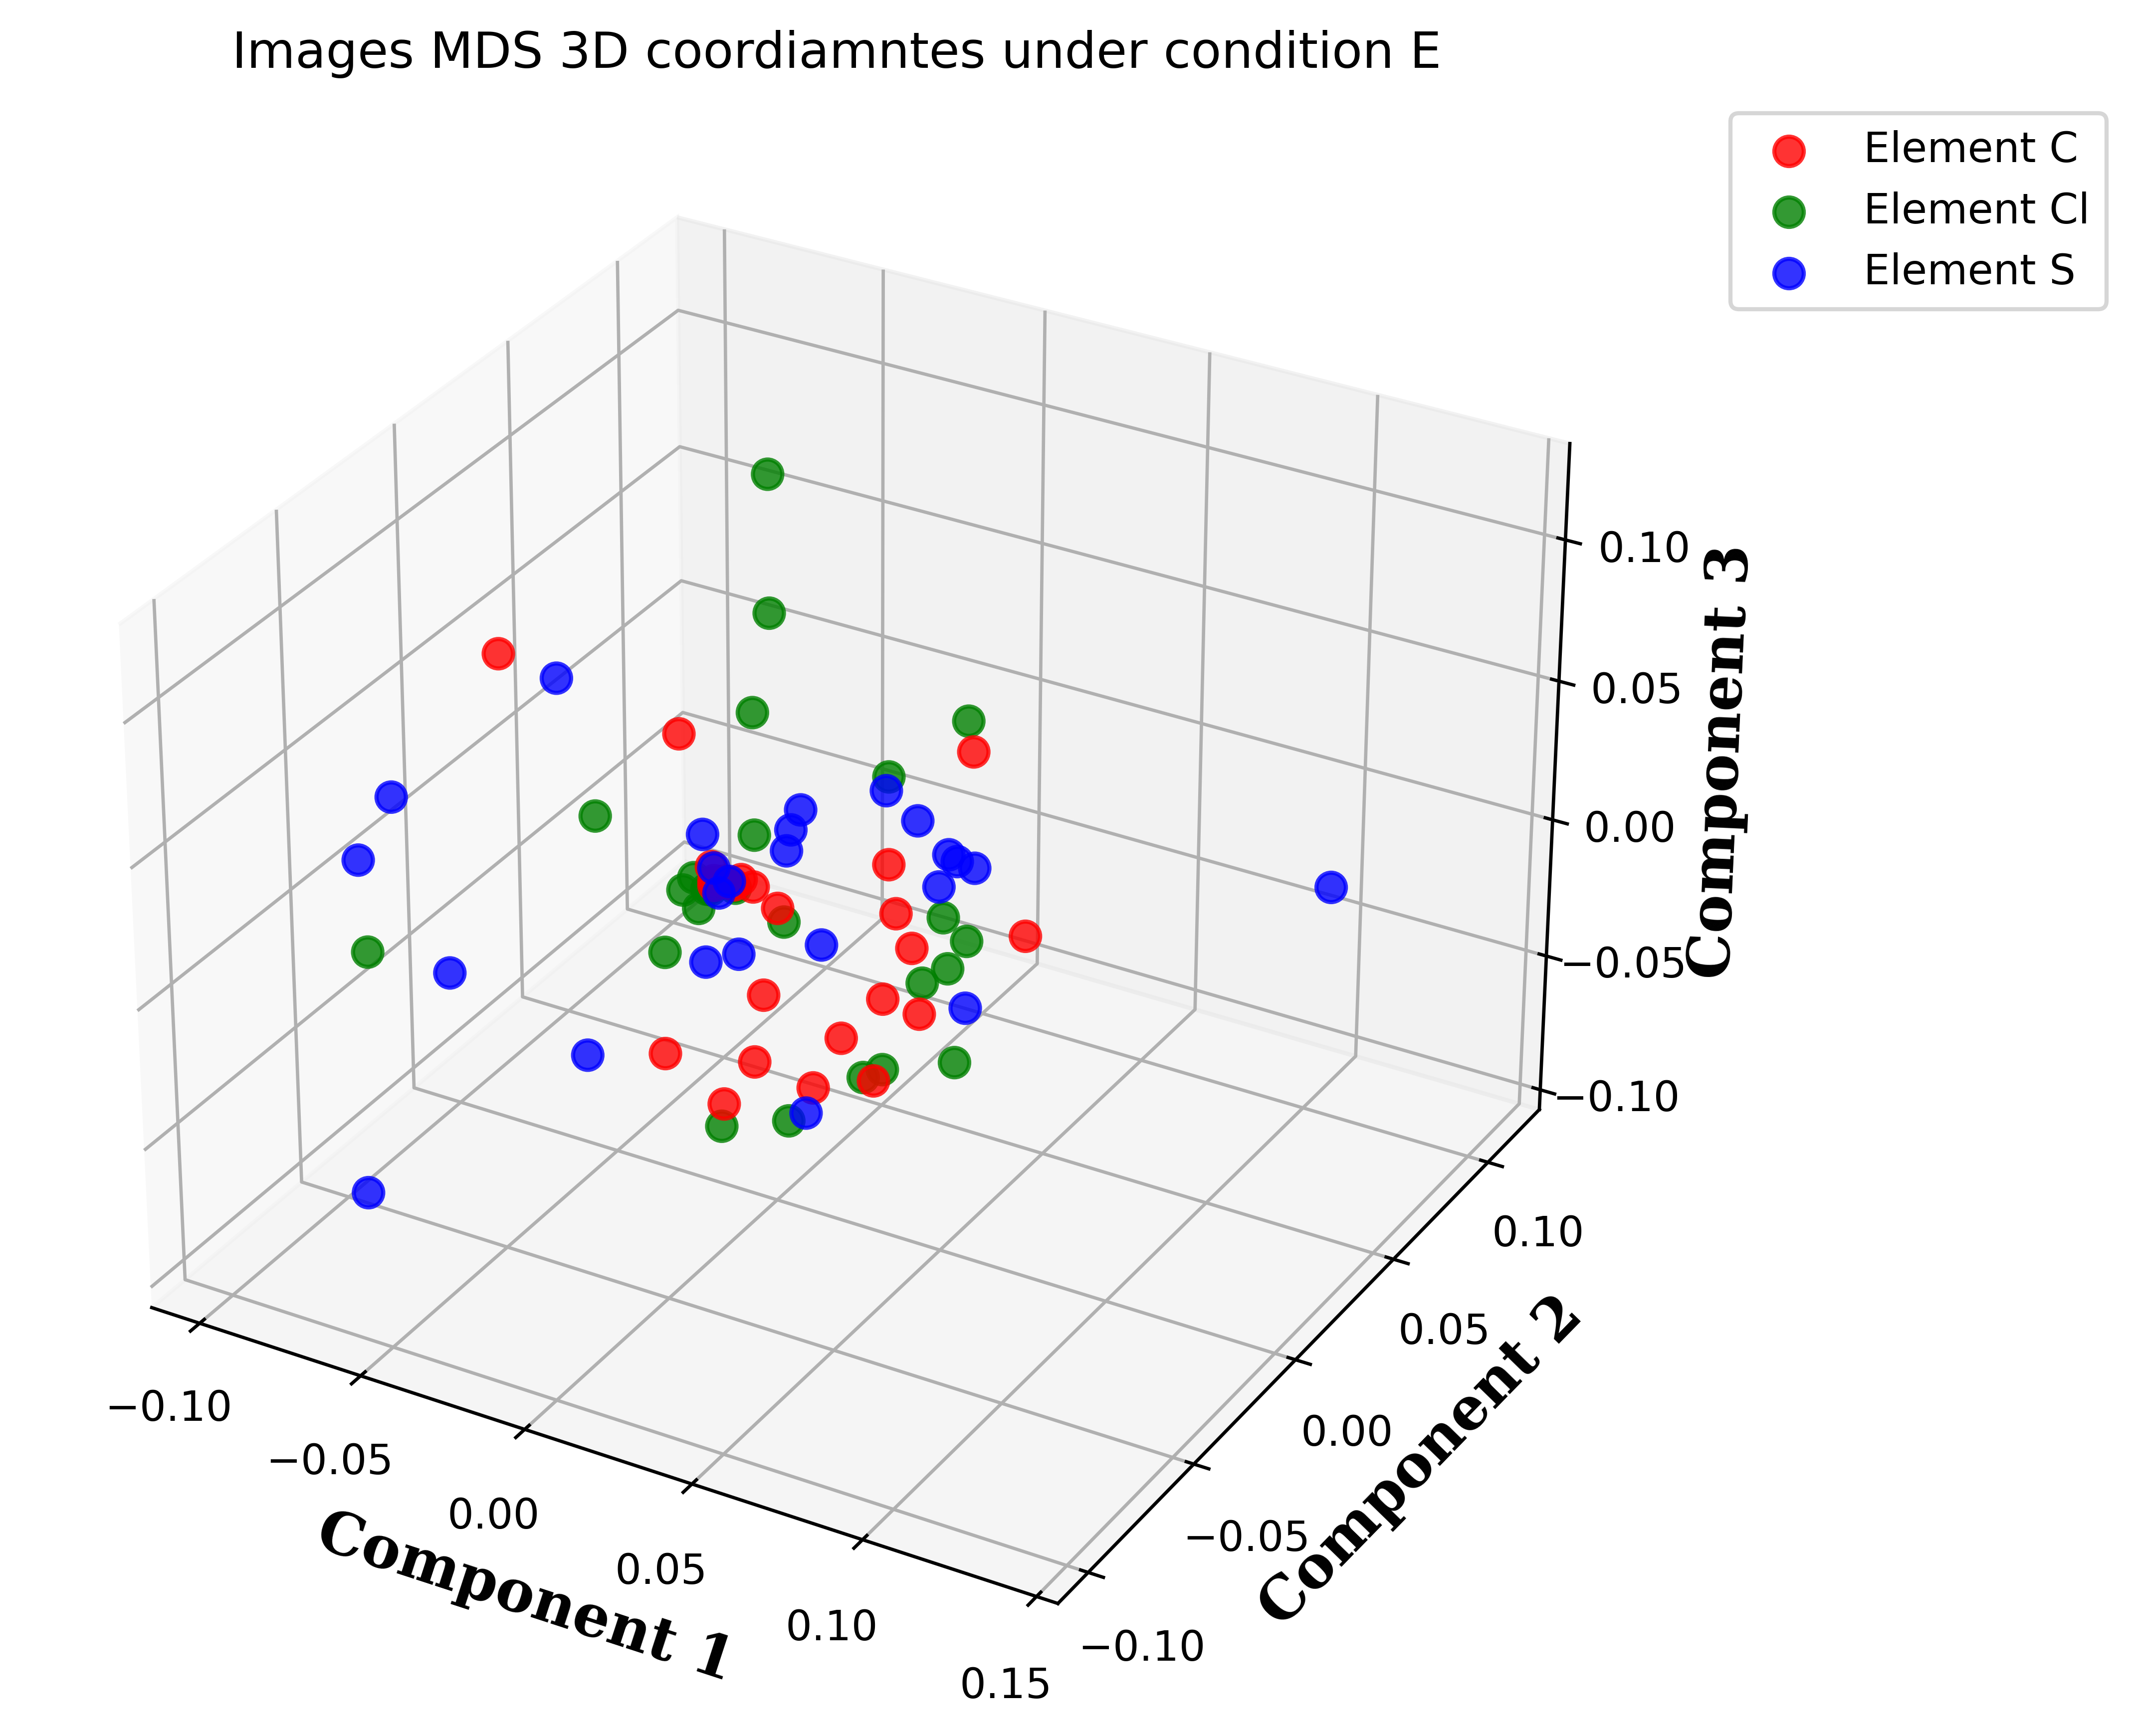 Images MDS 3D coordiamntes under condition E
Element C
Element Cl
Element S
0.10
0.05
0.00
−0.05
−0.10
Component 3
0.10
0.05
0.00
−0.05
−0.10
Component 2
−0.10
−0.05
0.00
0.05
0.10
0.15
Component 1